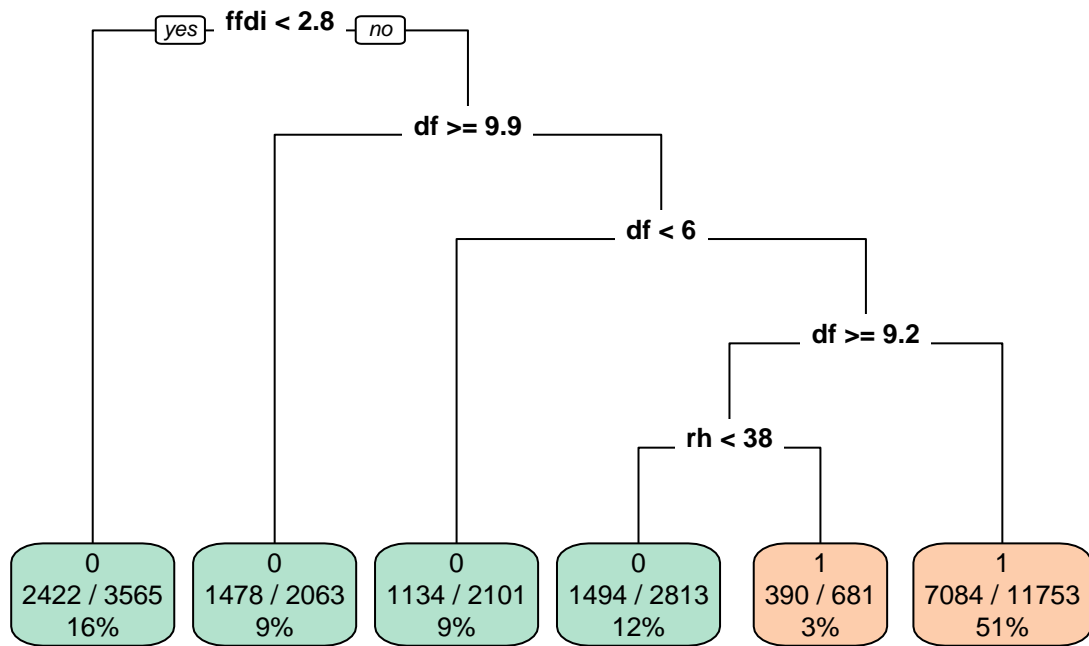 yes ffdi < 2.8 no
df >= 9.9
df < 6
df >= 9.2
rh < 38
0
2422 / 3565
16%
0
1478 / 2063
9%
0
1134 / 2101
9%
0
1494 / 2813
12%
1
390 / 681
3%
1
7084 / 11753
51%